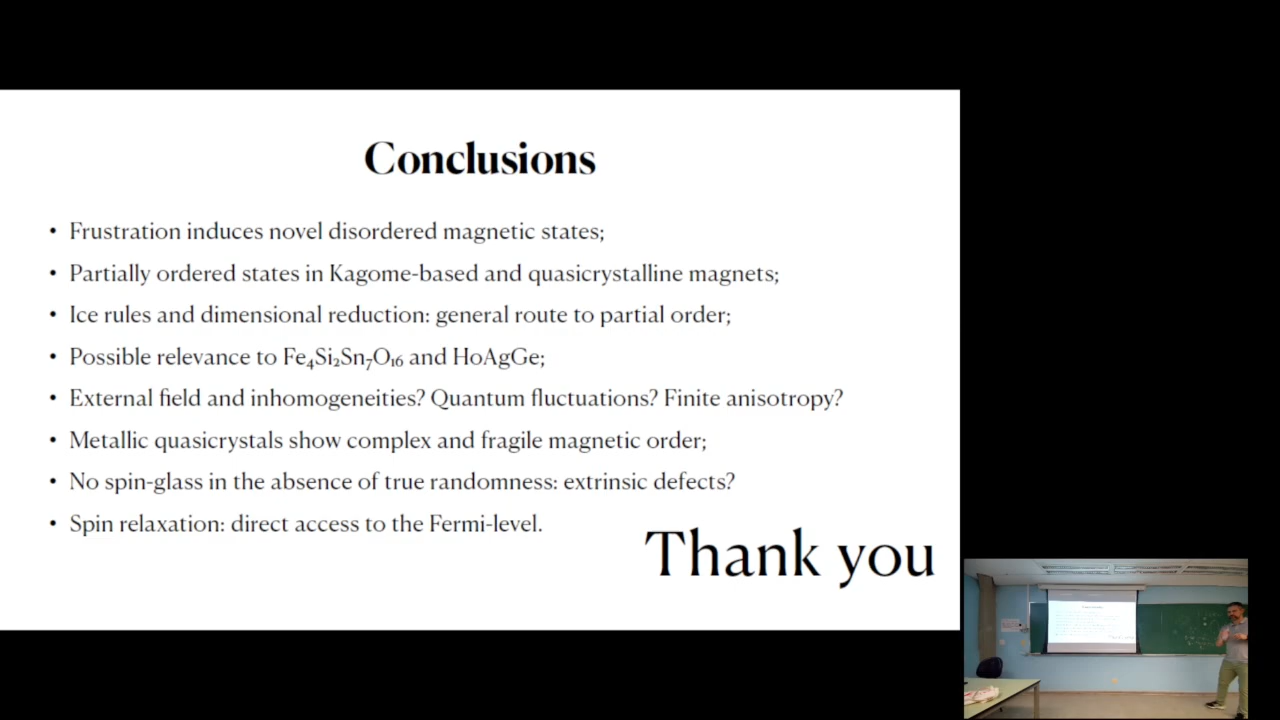 Conclusions
• Frustration induces novel disordered magnetic states;
• Partially ordered states in Kagome-based and quasicrystalline magnets;
• Ice rules and dimensional reduction: general route to partial order;
• Possible relevance to Fe₄Si₂Sn₇O₁₆ and HoAgGe;
• External field and inhomogeneities? Quantum fluctuations? Finite anisotropy?
• Metallic quasicrystals show complex and fragile magnetic order;
• No spin-glass in the absence of true randomness: extrinsic defects?
• Spin relaxation: direct access to the Fermi-level.
Thank you